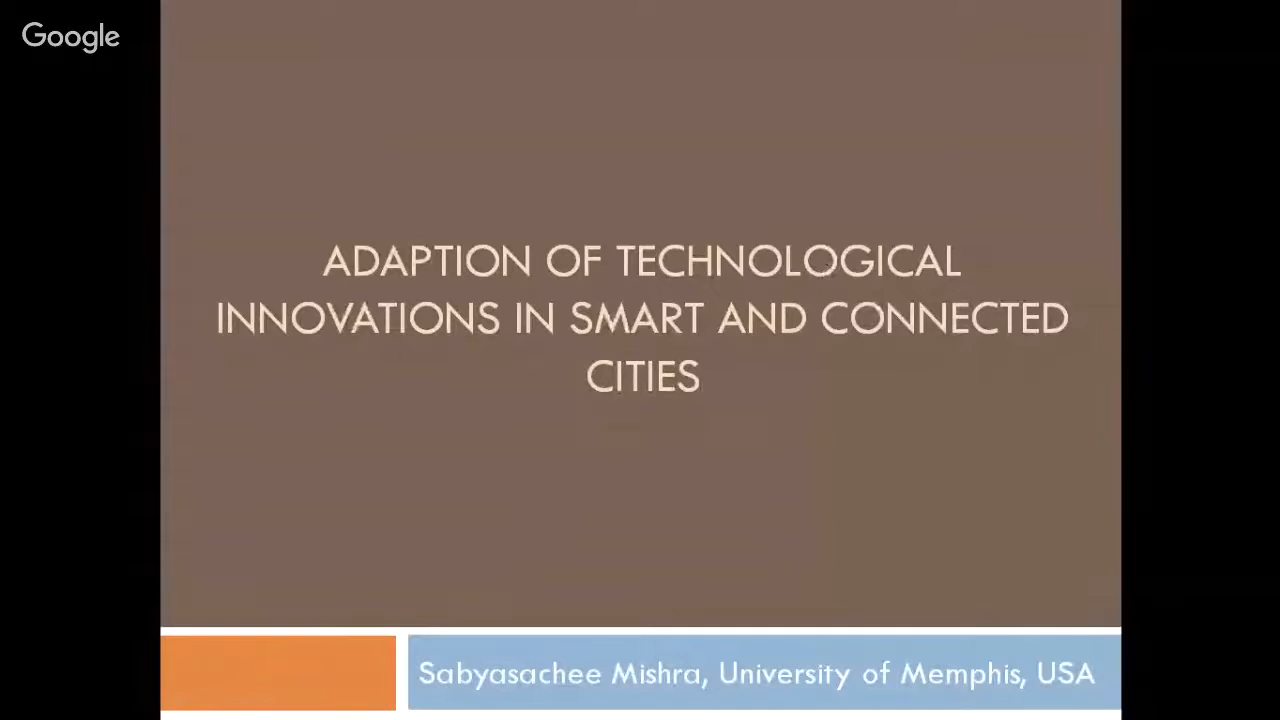 Google
ADAPTION OF TECHNOLOGICAL
INNOVATIONS IN SMART AND CONNECTED
CITIES
Sabyasachee Mishra, University of Memphis, USA